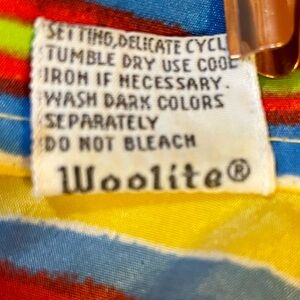 SETTING, DELICATE CYCL
TUMBLE DRY USE COOL
IRON IF NECESSARY.
WASH DARK COLORS
SEPARATELY
DO NOT BLEACH
Woolite®